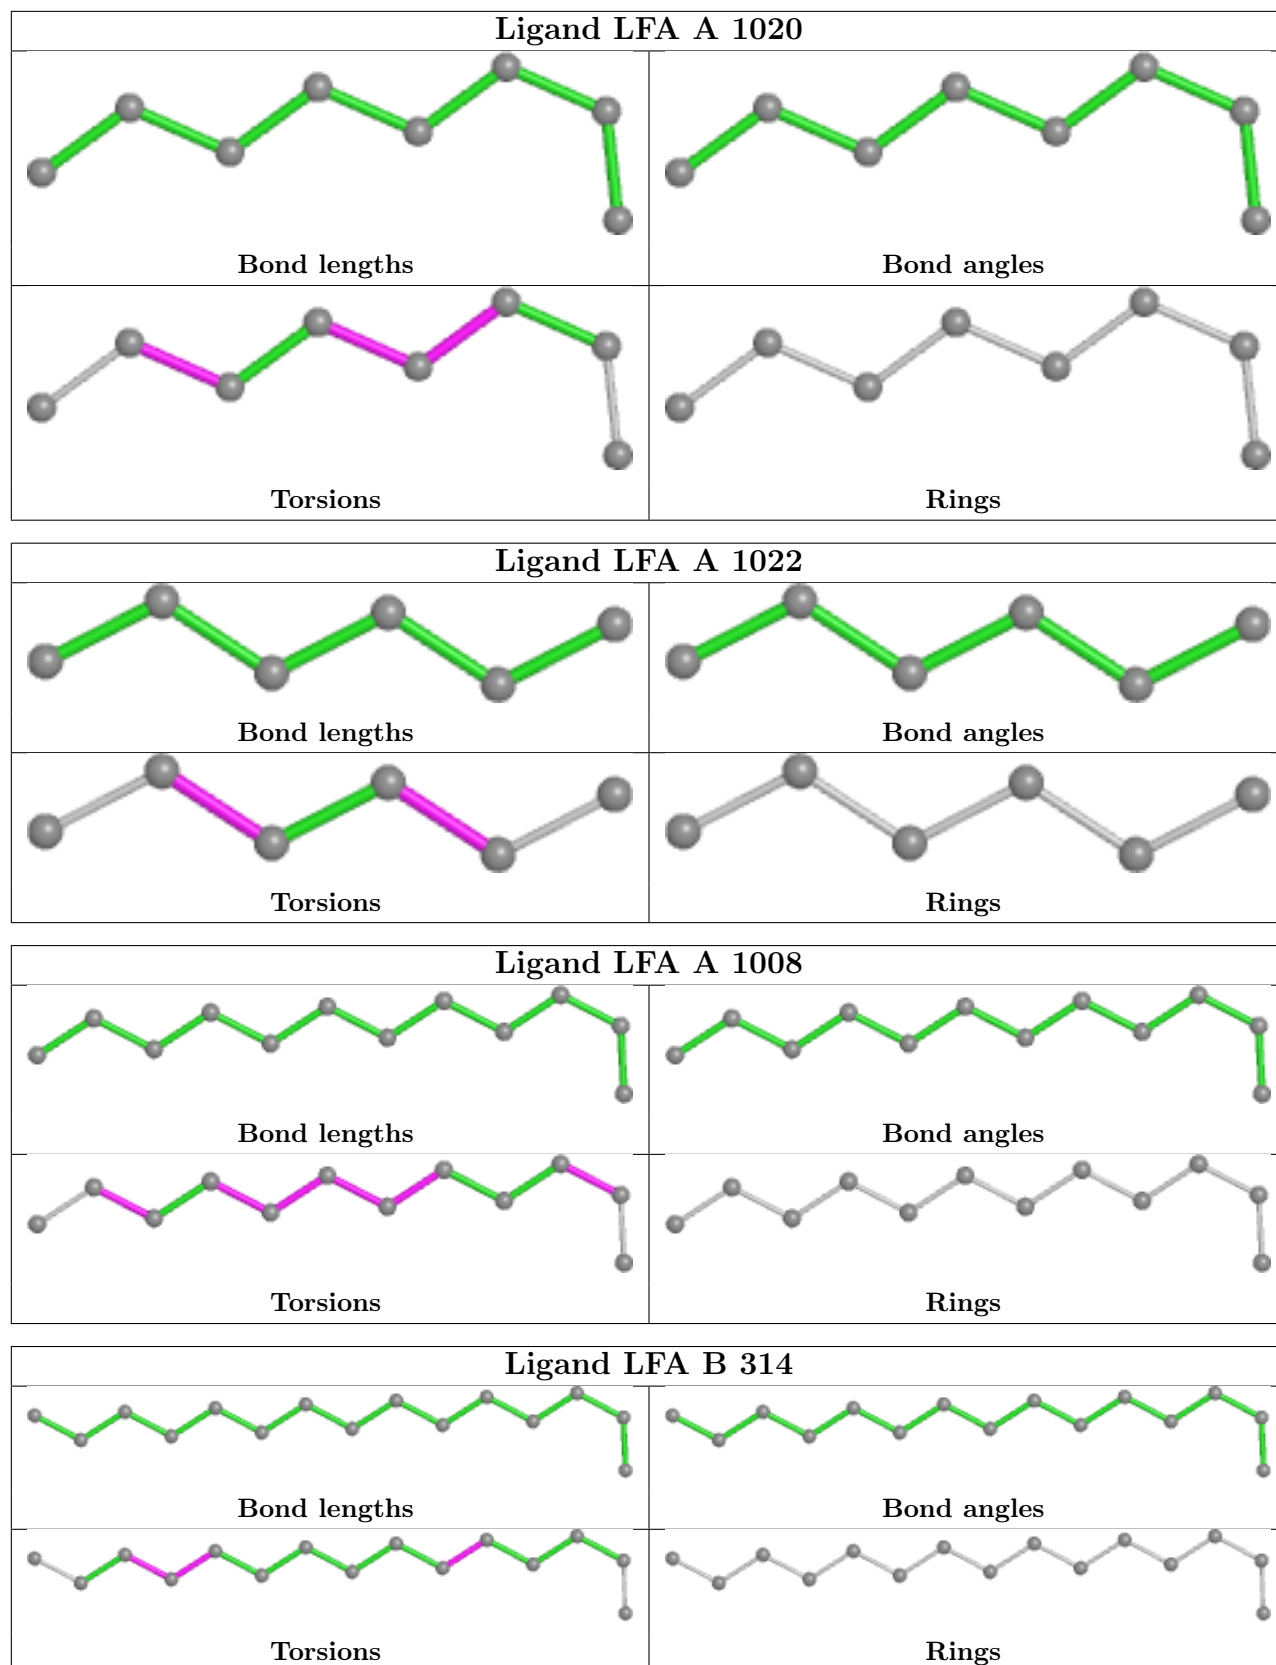 Ligand LFA A 1020
Bond lengths
Bond angles
Torsions
Rings
Ligand LFA A 1022
Bond lengths
Bond angles
Torsions
Rings
Ligand LFA A 1008
Bond lengths
Bond angles
Torsions
Rings
Ligand LFA B 314
Bond lengths
Bond angles
Torsions
Rings